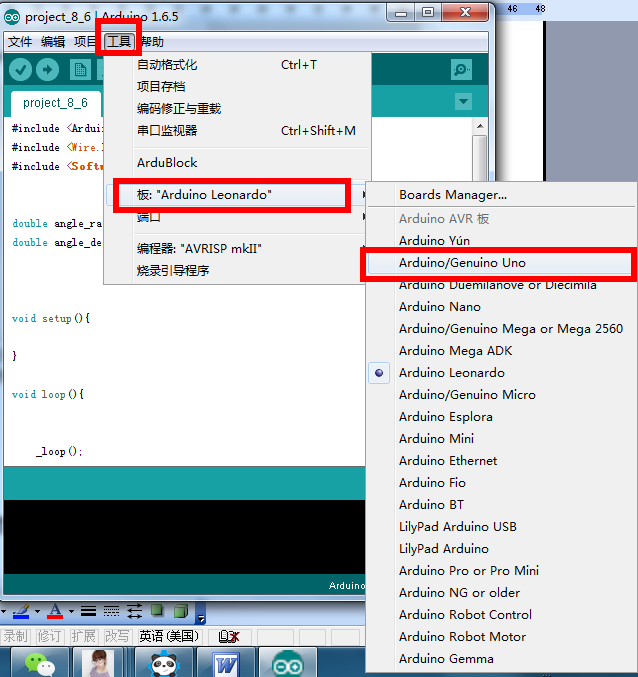 project_8_6 | Arduino 1.6.5
46 48
文件 编辑 项目 工具 帮助
project_8_6
自动格式化 Ctrl+T
项目存档
编码修正与重载
串口监视器 Ctrl+Shift+M
ArduBlock
板: "Arduino Leonardo"
端口
编程器: "AVRISP mkII"
烧录引导程序
#include <Ardui
#include <Wire.
#include <Softw
double angle_ra
double angle_de
void setup(){
}
void loop(){
_loop();
Arduino
Boards Manager...
Arduino AVR 板
Arduino Yún
Arduino/Genuino Uno
Arduino Duemilanove or Diecimila
Arduino Nano
Arduino/Genuino Mega or Mega 2560
Arduino Mega ADK
Arduino Leonardo
Arduino/Genuino Micro
Arduino Esplora
Arduino Mini
Arduino Ethernet
Arduino Fio
Arduino BT
LilyPad Arduino USB
LilyPad Arduino
Arduino Pro or Pro Mini
Arduino NG or older
Arduino Robot Control
Arduino Robot Motor
Arduino Gemma
录制 修订 扩展 改写 英语(美国)